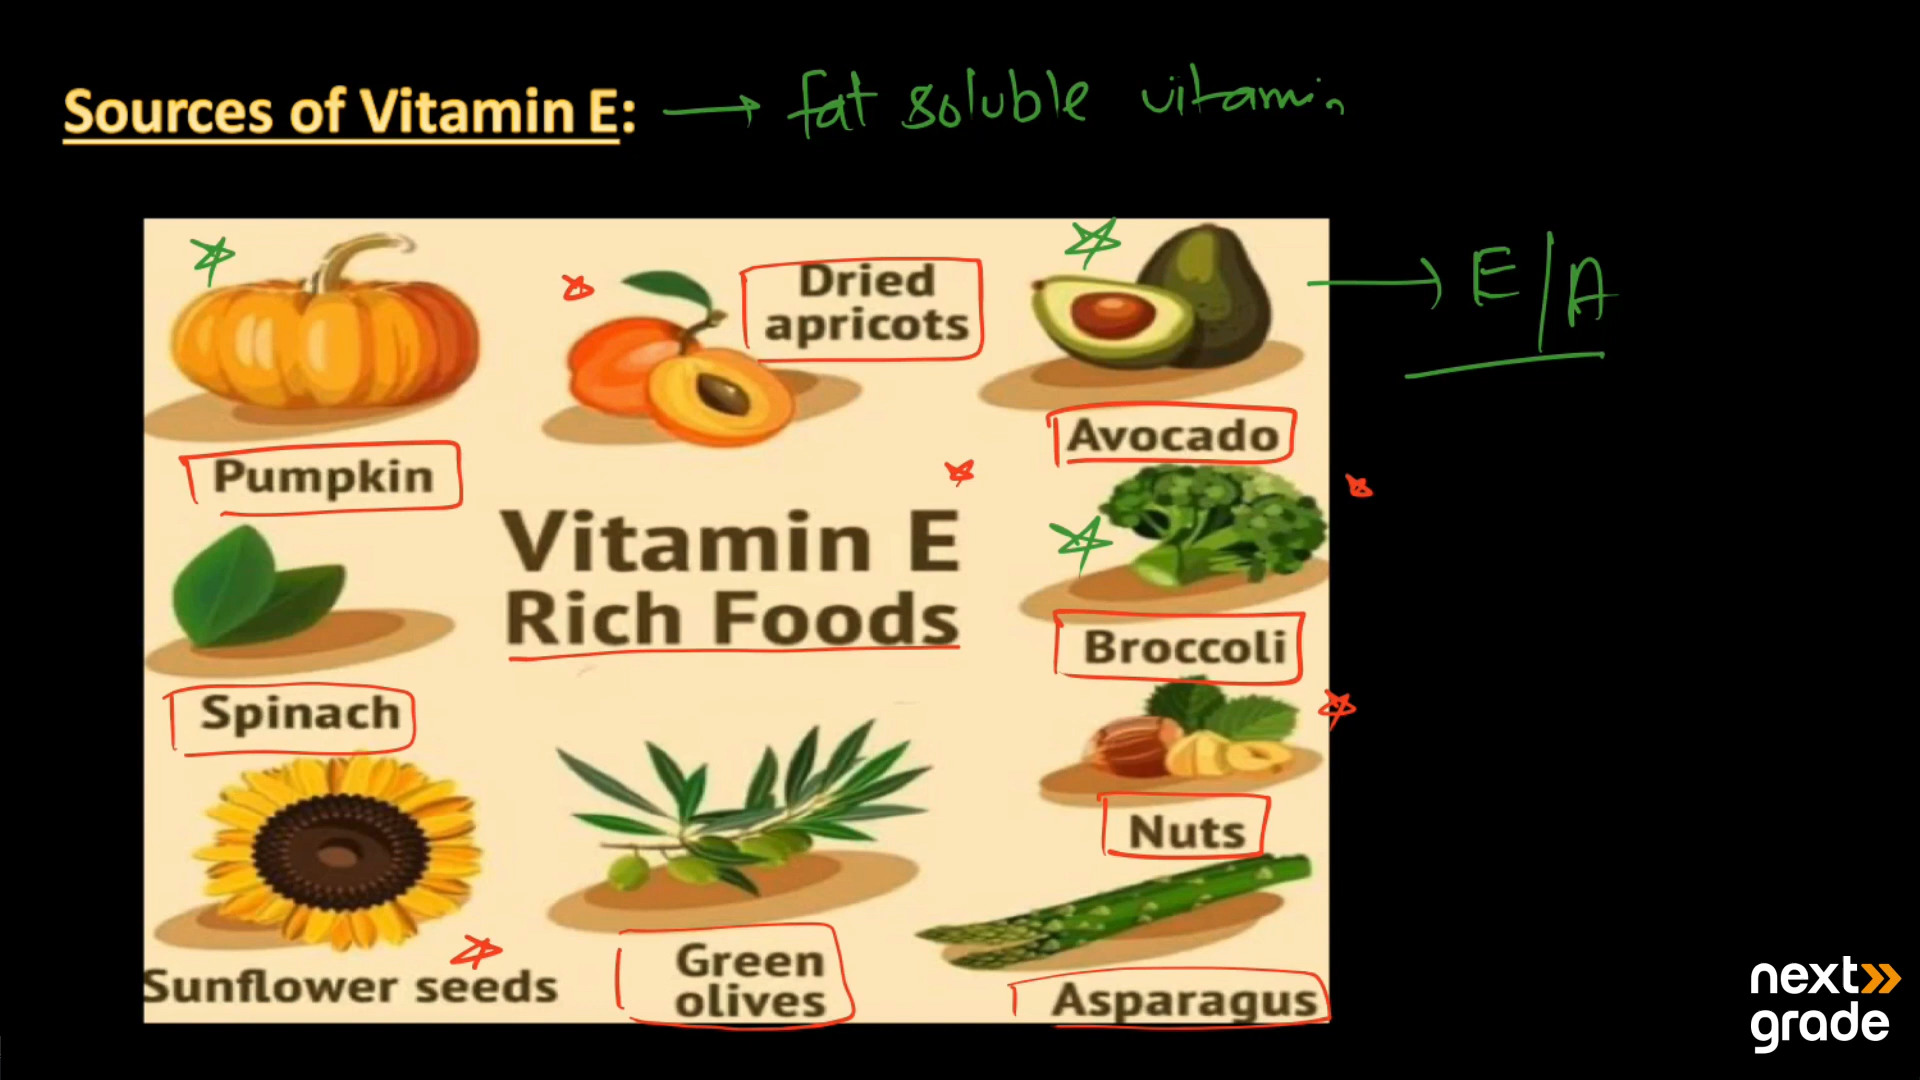 Sources of Vitamin E: → fat soluble vitamin
Dried
apricots
E/A
Avocado
Pumpkin
Vitamin E
Rich Foods
Broccoli
Spinach
Nuts
Green
olives
Sunflower seeds
Asparagus
next
grade